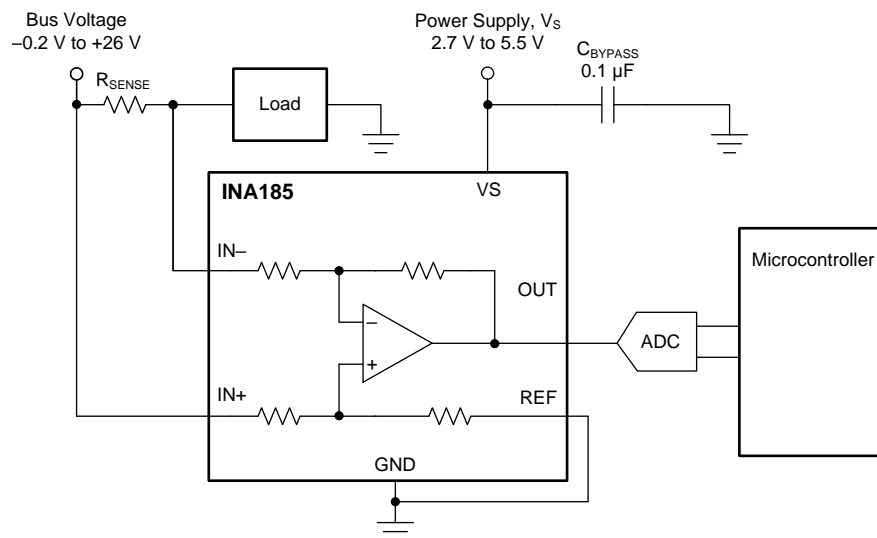 Bus Voltage
–0.2 V to +26 V
Power Supply, VS
2.7 V to 5.5 V
CBYPASS
0.1 µF
RSENSE
Load
INA185
VS
IN–
OUT
Microcontroller
–
ADC
+
IN+
REF
GND